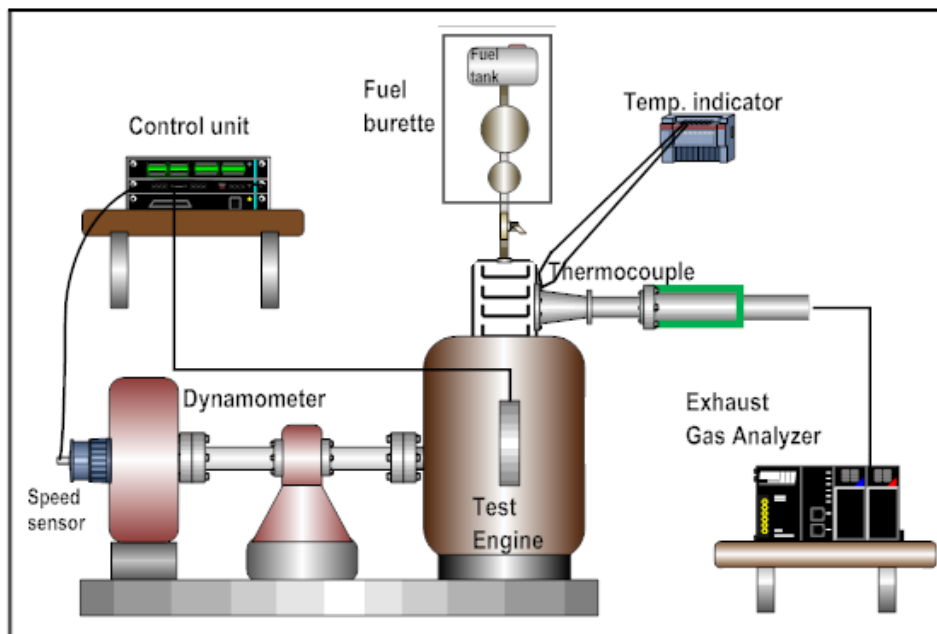 Fuel
tank
Fuel
burette
Temp. indicator
Control unit
Thermocouple
Dynamometer
Exhaust
Gas Analyzer
Speed
sensor
Test
Engine